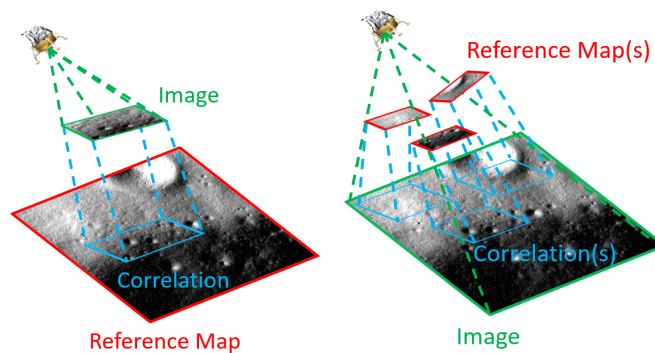 Image
Correlation
Reference Map
Reference Map(s)
Correlation(s)
Image